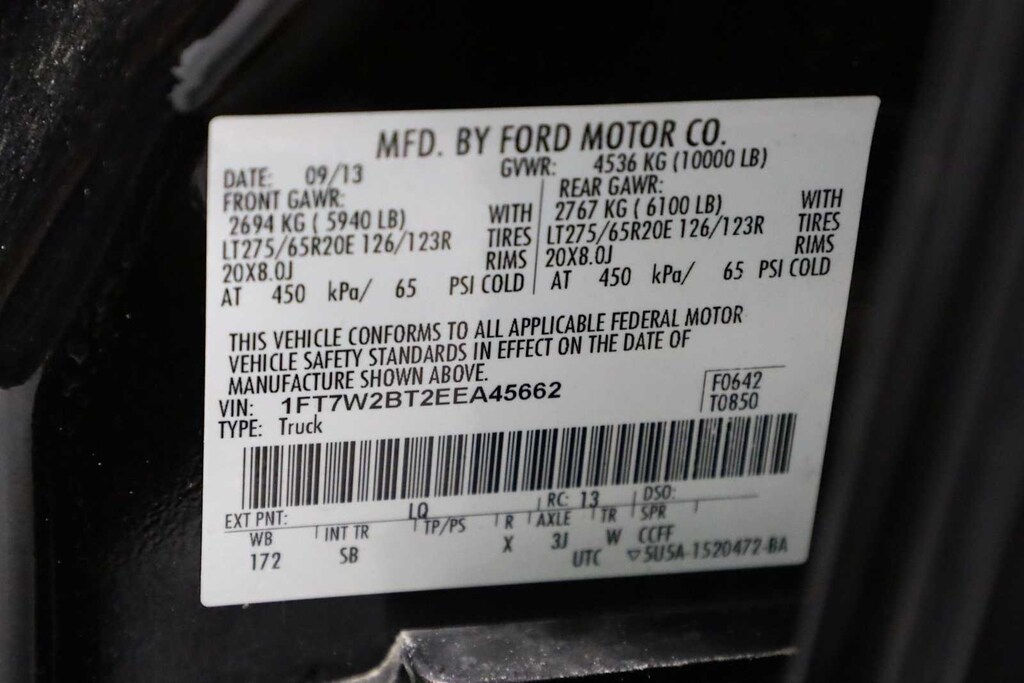 MFD. BY FORD MOTOR CO.
DATE: 09/13 GVWR: 4536 KG (10000 LB)
FRONT GAWR: REAR GAWR:
2694 KG ( 5940 LB) WITH 2767 KG ( 6100 LB) WITH
LT275/65R20E 126/123R TIRES LT275/65R20E 126/123R TIRES
20X8.0J RIMS 20X8.0J RIMS
AT 450 kPa/ 65 PSI COLD AT 450 kPa/ 65 PSI COLD
THIS VEHICLE CONFORMS TO ALL APPLICABLE FEDERAL MOTOR
VEHICLE SAFETY STANDARDS IN EFFECT ON THE DATE OF
MANUFACTURE SHOWN ABOVE.
VIN: 1FT7W2BT2EEA45662 F0642
TYPE: Truck T0850
EXT PNT: LQ RC: 13 DSO:
WB INT TR TP/PS R AXLE TR SPR
172 SB X 3J W CCFF
UTC ▽5U5A-1520472-BA